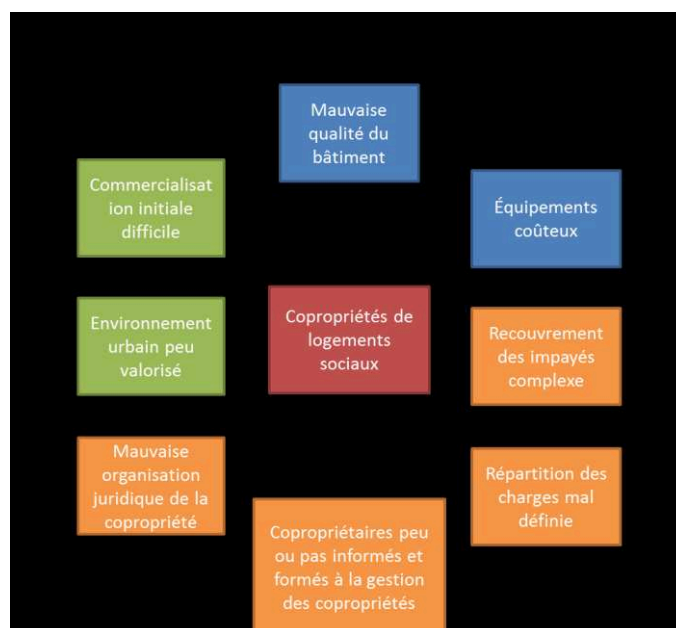 Mauvaise
qualité du
bâtiment
Commercialisat
ion initiale
difficile
Équipements
coûteux
Environnement
urbain peu
valorisé
Copropriétés de
logements
sociaux
Recouvrement
des impayés
complexe
Mauvaise
organisation
juridique de la
copropriété
Répartition des
charges mal
définie
Copropriétaires peu
ou pas informés et
formés à la gestion
des copropriétés